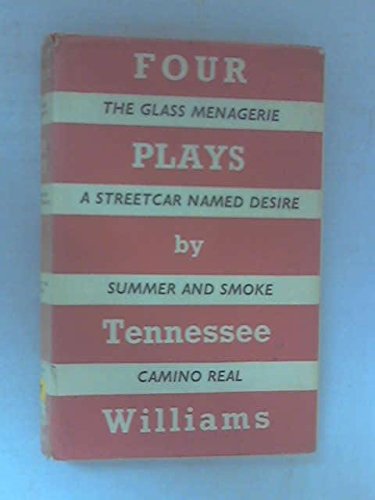 FOUR
THE GLASS MENAGERIE
PLAYS
A STREETCAR NAMED DESIRE
by
SUMMER AND SMOKE
Tennessee
CAMINO REAL
Williams